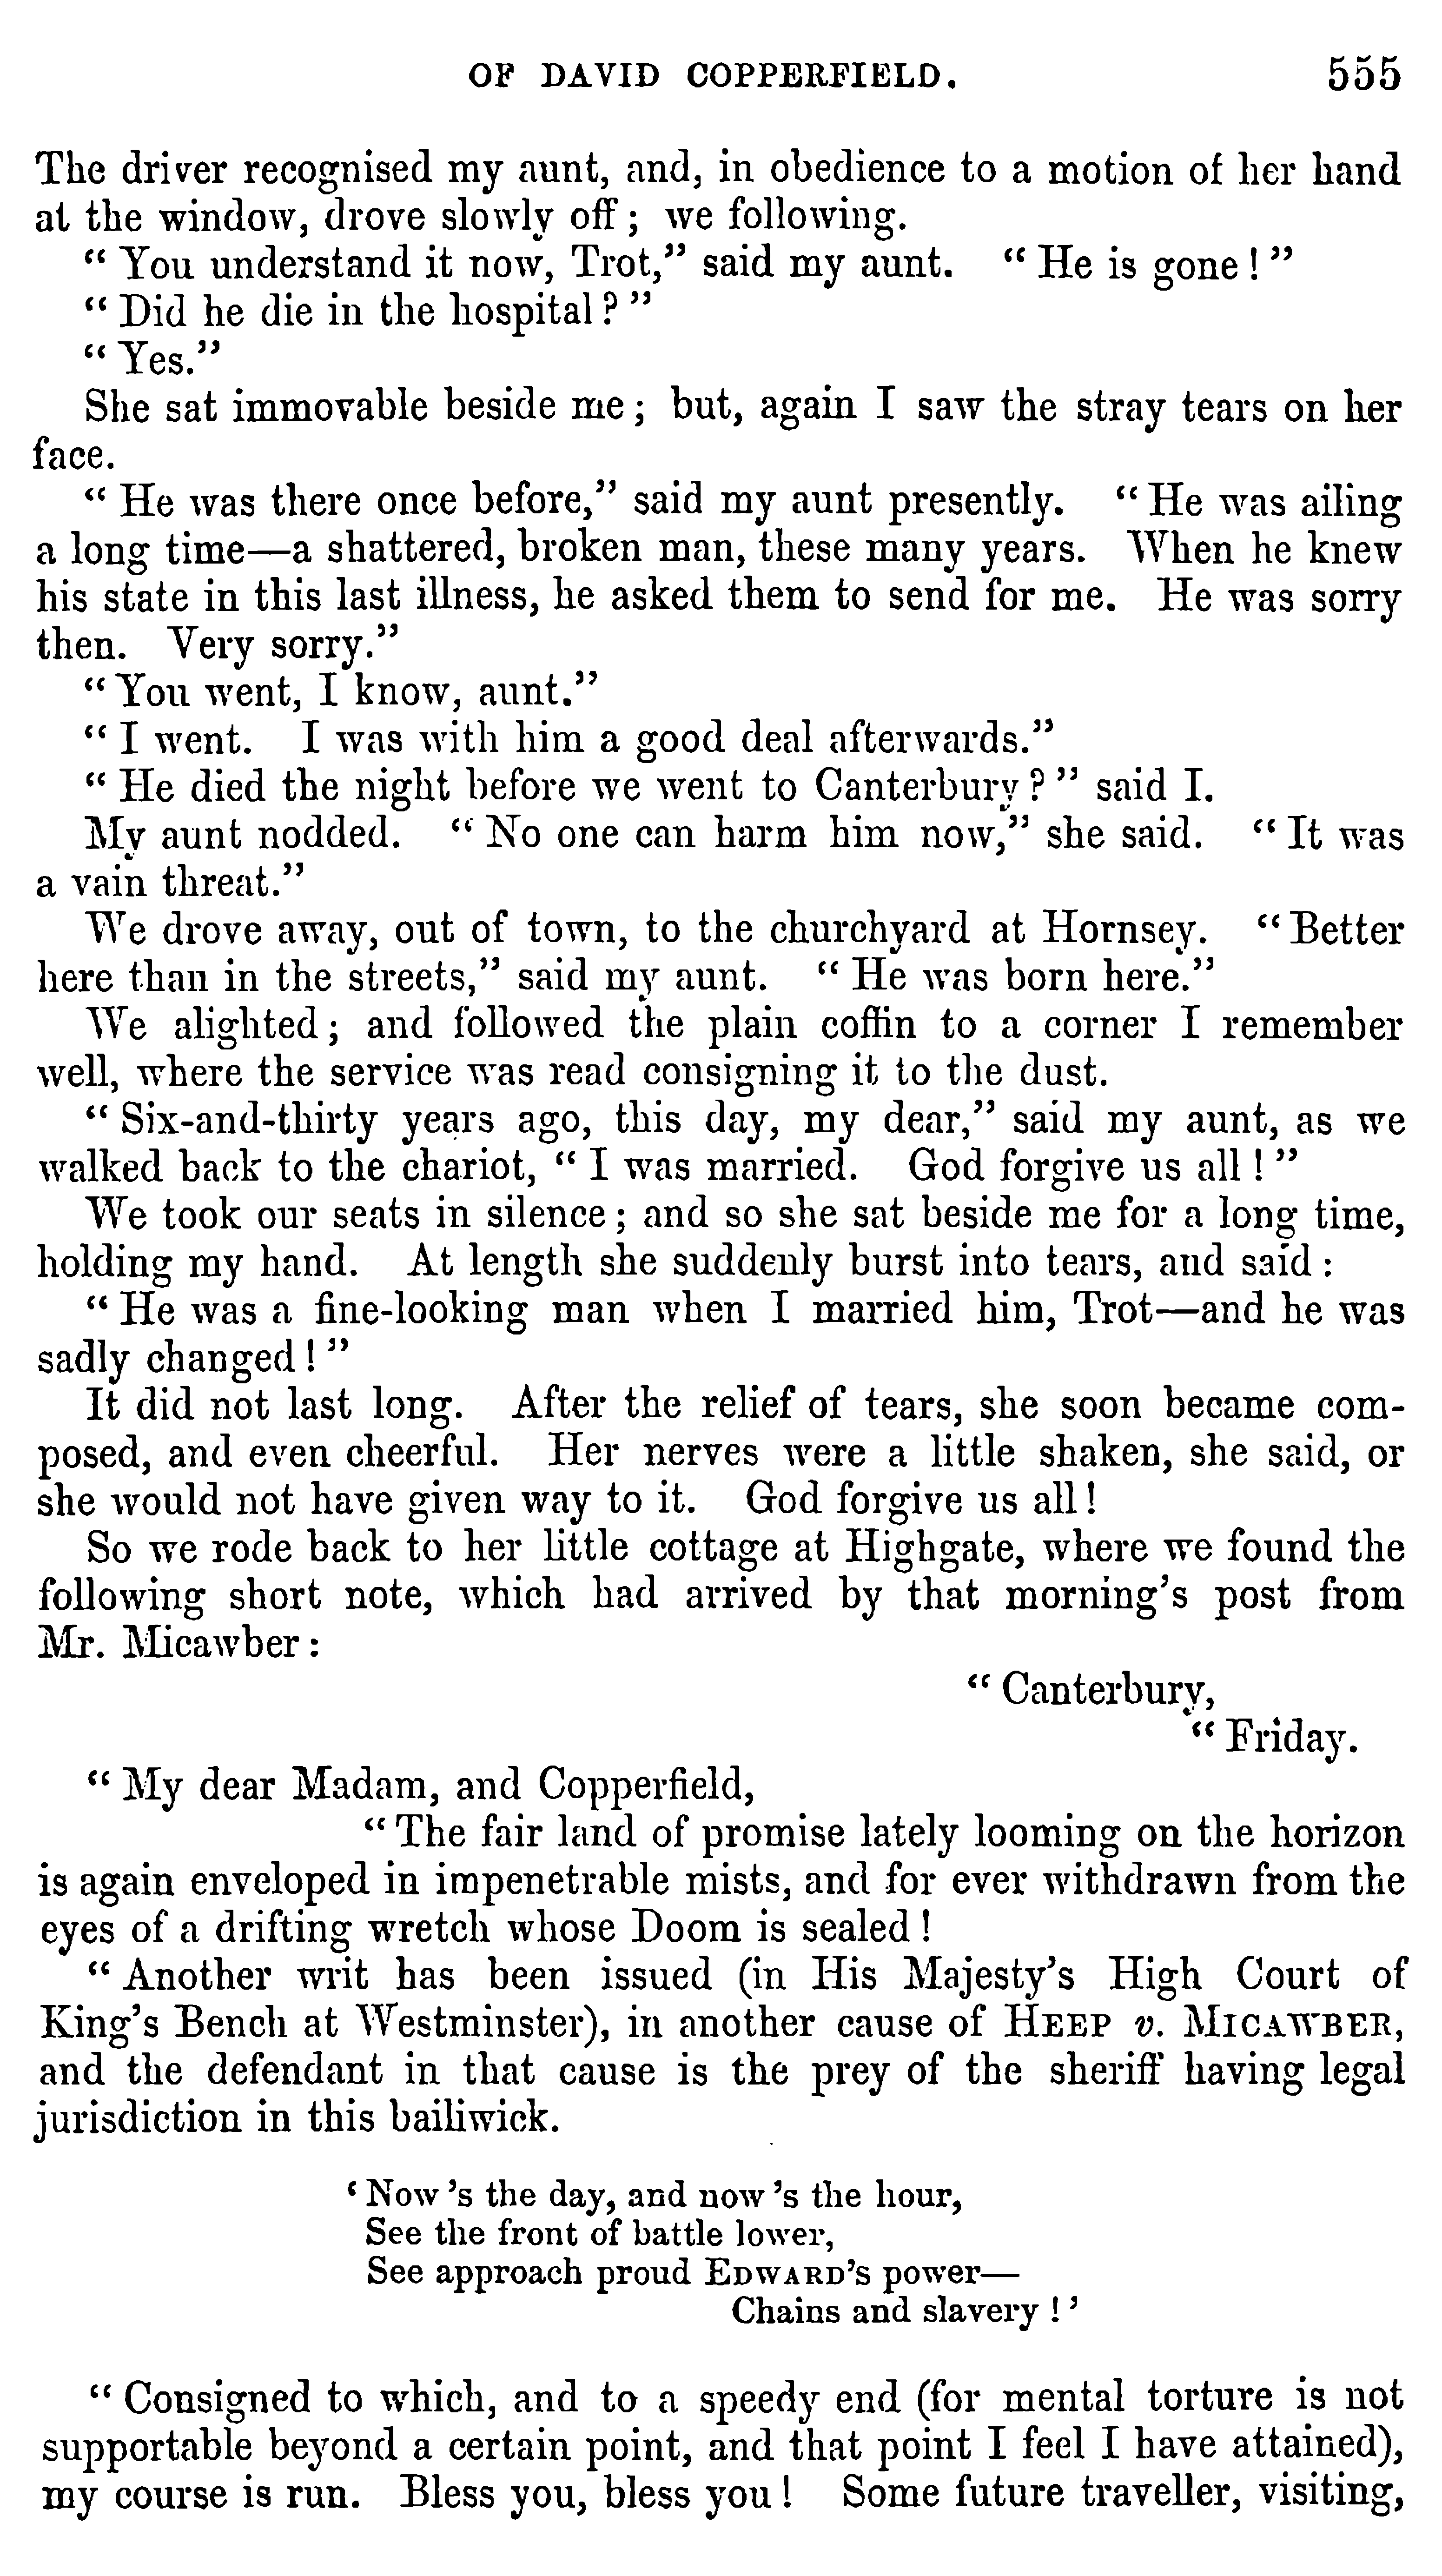 OF DAVID COPPERFIELD. 555
The driver recognised my aunt, and, in obedience to a motion of her hand
at the window, drove slowly off; we following.
“ You understand it now, Trot,” said my aunt. “ He is gone ! ”
“ Did he die in the hospital ? ”
“ Yes.”
She sat immovable beside me ; but, again I saw the stray tears on her
face.
“ He was there once before,” said my aunt presently. “ He was ailing
a long time—a shattered, broken man, these many years. When he knew
his state in this last illness, he asked them to send for me. He was sorry
then. Very sorry.”
“ You went, I know, aunt.”
“ I went. I was with him a good deal afterwards.”
“ He died the night before we went to Canterbury ? ” said I.
My aunt nodded. “ No one can harm him now,” she said. “ It was
a vain threat.”
We drove away, out of town, to the churchyard at Hornsey. “ Better
here than in the streets,” said my aunt. “ He was born here.”
We alighted ; and followed the plain coffin to a corner I remember
well, where the service was read consigning it to the dust.
“ Six-and-thirty years ago, this day, my dear,” said my aunt, as we
walked back to the chariot, “ I was married. God forgive us all ! ”
We took our seats in silence ; and so she sat beside me for a long time,
holding my hand. At length she suddenly burst into tears, and said :
“ He was a fine-looking man when I married him, Trot—and he was
sadly changed ! ”
It did not last long. After the relief of tears, she soon became com-
posed, and even cheerful. Her nerves were a little shaken, she said, or
she would not have given way to it. God forgive us all !
So we rode back to her little cottage at Highgate, where we found the
following short note, which had arrived by that morning’s post from
Mr. Micawber :
“ Canterbury,
“ Friday.
“ My dear Madam, and Copperfield,
“ The fair land of promise lately looming on the horizon
is again enveloped in impenetrable mists, and for ever withdrawn from the
eyes of a drifting wretch whose Doom is sealed !
“ Another writ has been issued (in His Majesty’s High Court of
King’s Bench at Westminster), in another cause of HEEP v. MICAWBER,
and the defendant in that cause is the prey of the sheriff having legal
jurisdiction in this bailiwick.
‘ Now ’s the day, and now ’s the hour,
See the front of battle lower,
See approach proud EDWARD’S power—
Chains and slavery ! ’
“ Consigned to which, and to a speedy end (for mental torture is not
supportable beyond a certain point, and that point I feel I have attained),
my course is run. Bless you, bless you ! Some future traveller, visiting,